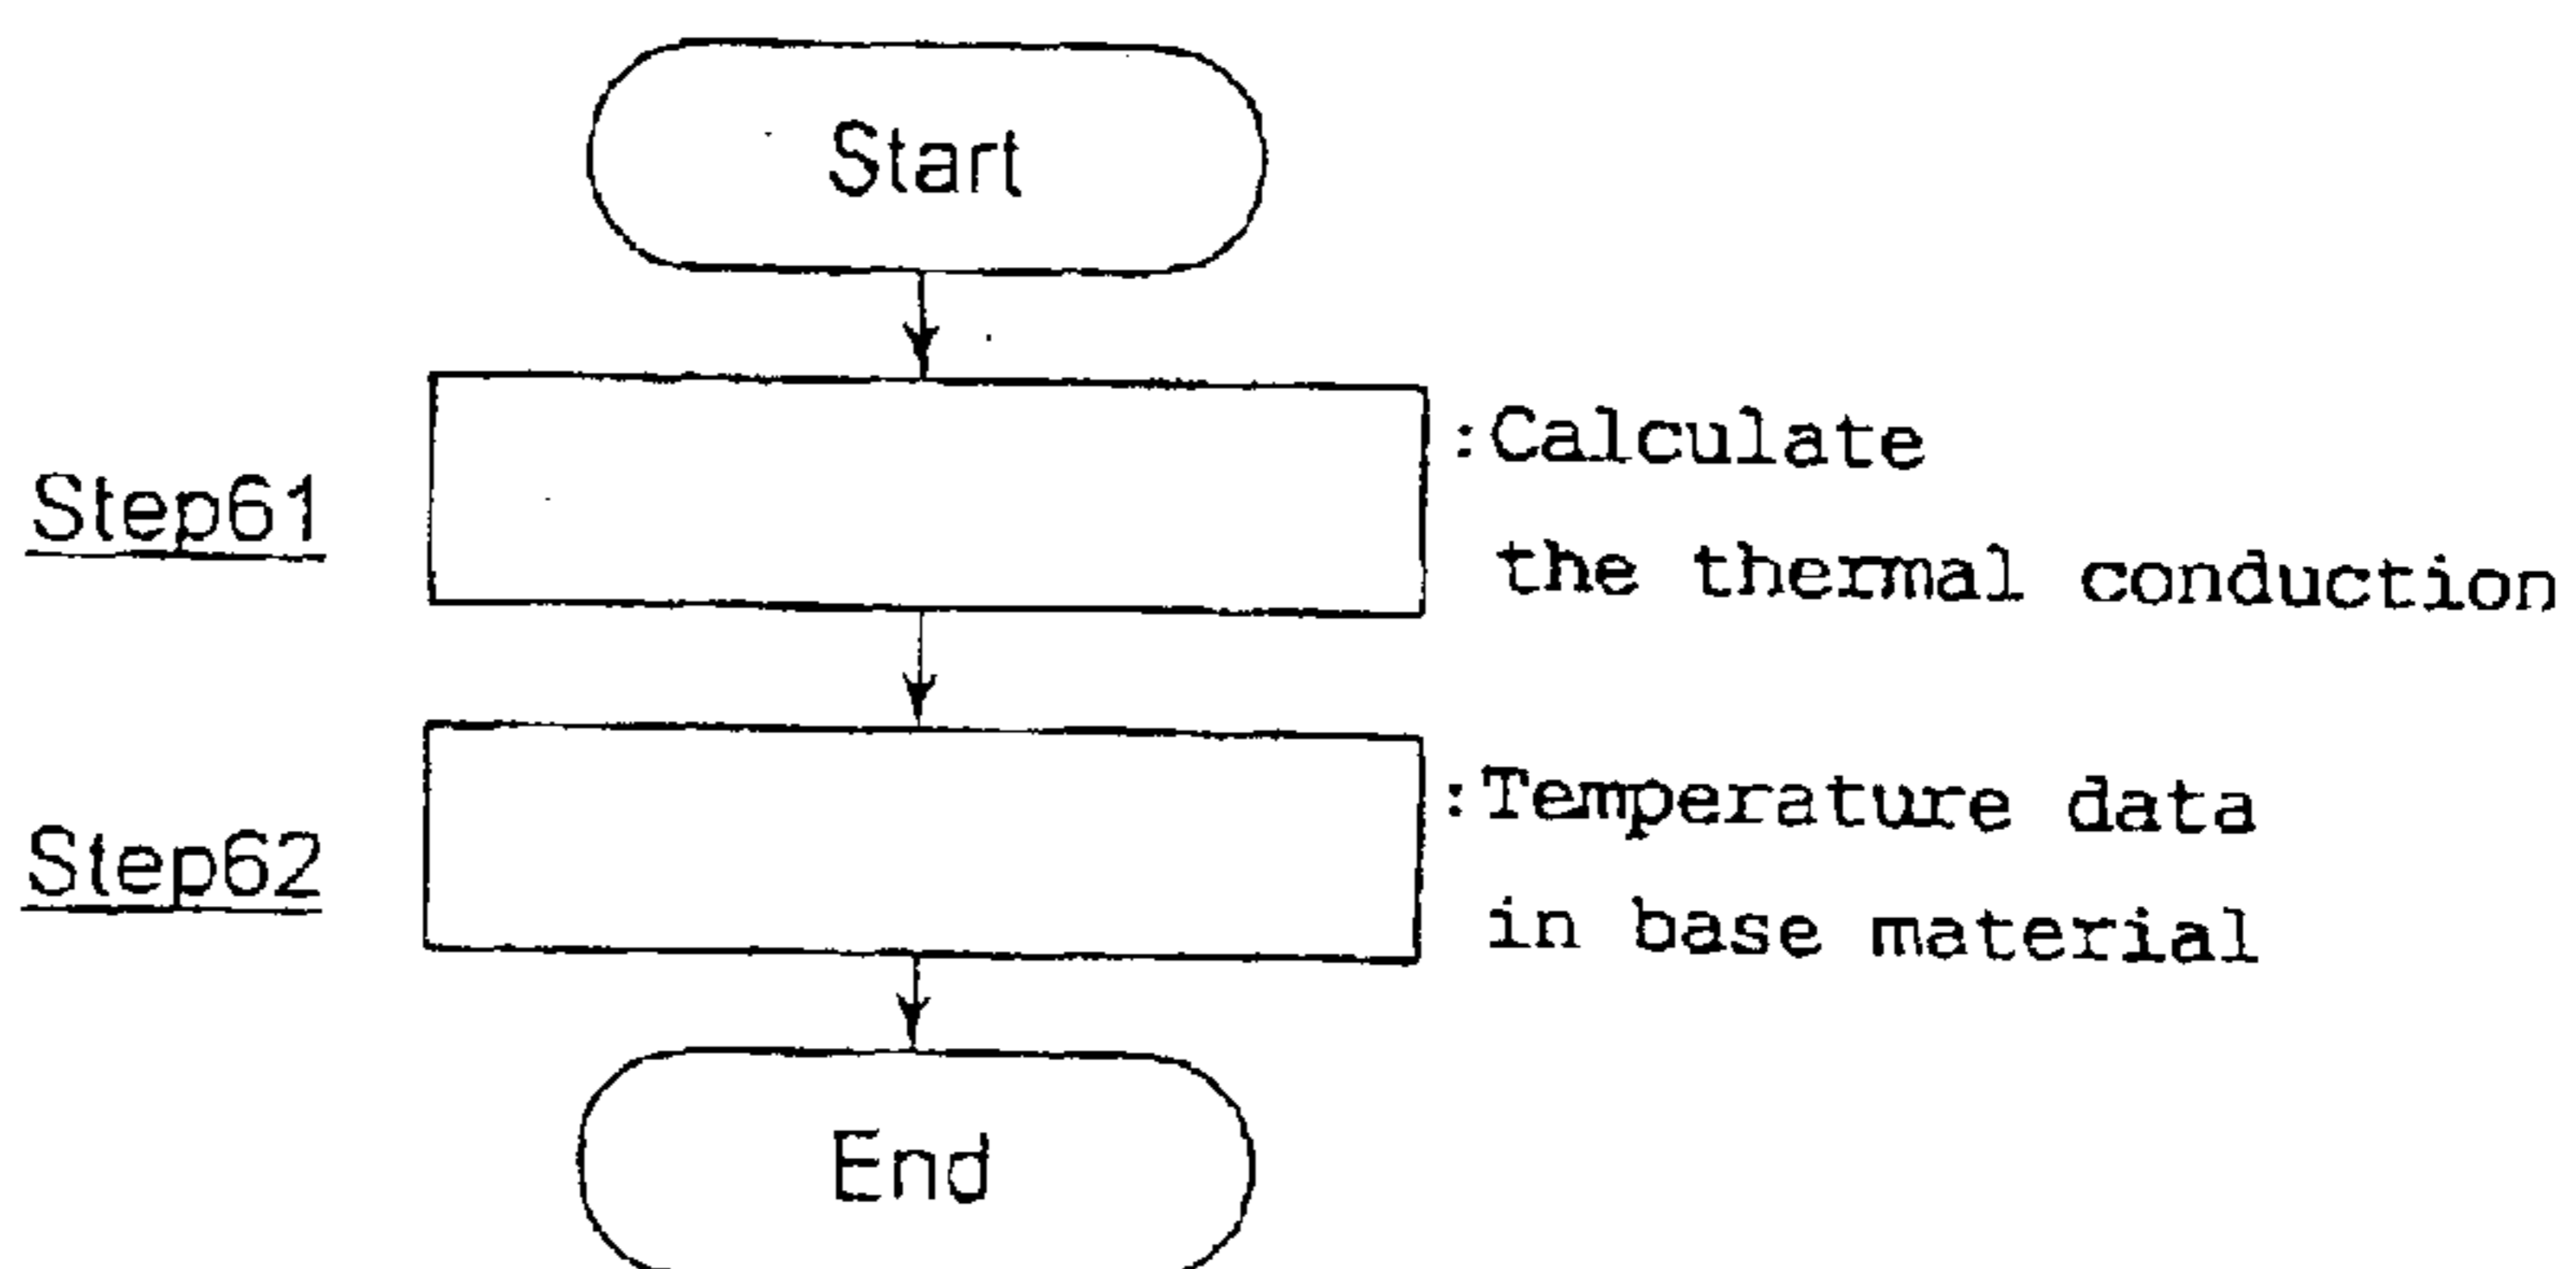 Start
Step61
:Calculate
the thermal conduction
Step62
:Temperature data
in base material
End